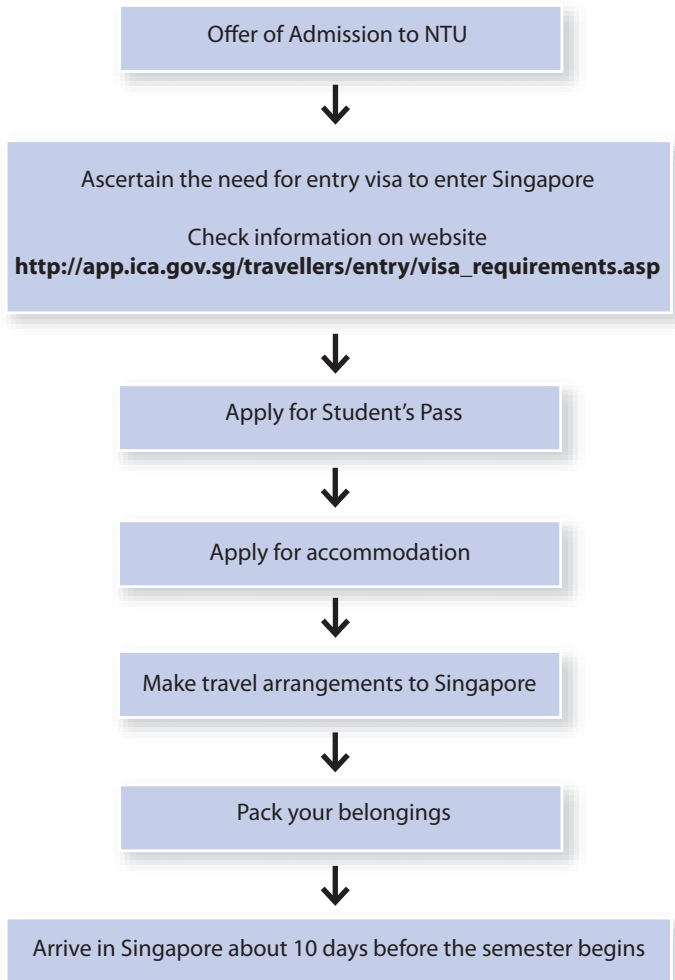 Offer of Admission to NTU
Ascertain the need for entry visa to enter Singapore
Check information on website
http://app.ica.gov.sg/travellers/entry/visa_requirements.asp
Apply for Student's Pass
Apply for accommodation
Make travel arrangements to Singapore
Pack your belongings
Arrive in Singapore about 10 days before the semester begins